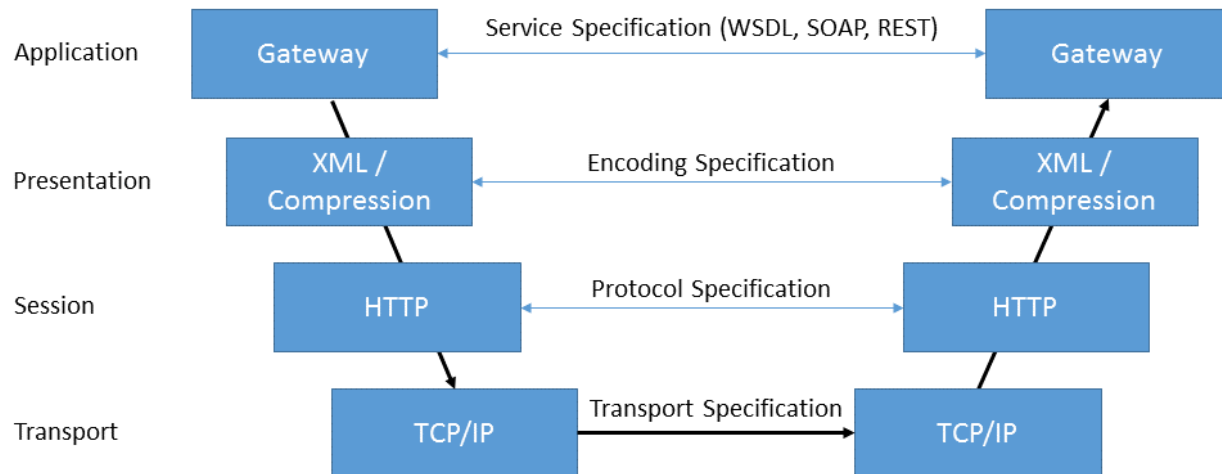 Service Specification (WSDL, SOAP, REST)
Application
Gateway
Gateway
XML /
Compression
Encoding Specification
XML /
Compression
Presentation
Protocol Specification
Session
HTTP
HTTP
Transport Specification
Transport
TCP/IP
TCP/IP